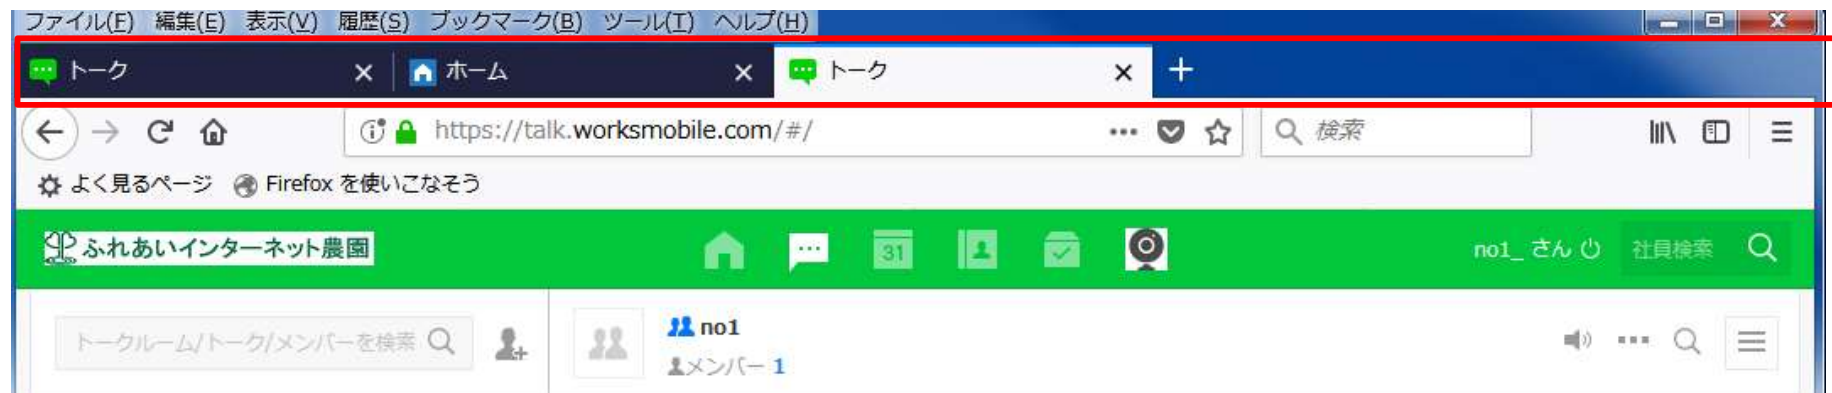 ファイル(F) 編集(E) 表示(V) 履歴(S) ブックマーク(B) ツール(T) ヘルプ(H)
トーク ホーム トーク
https://talk.worksmobile.com/#/ 検索
よく見るページ Firefox を使いこなそう
ふれあいインターネット農園 31 no1_ さん 社員検索
トークルーム/トーク/メンバーを検索 no1
メンバー 1